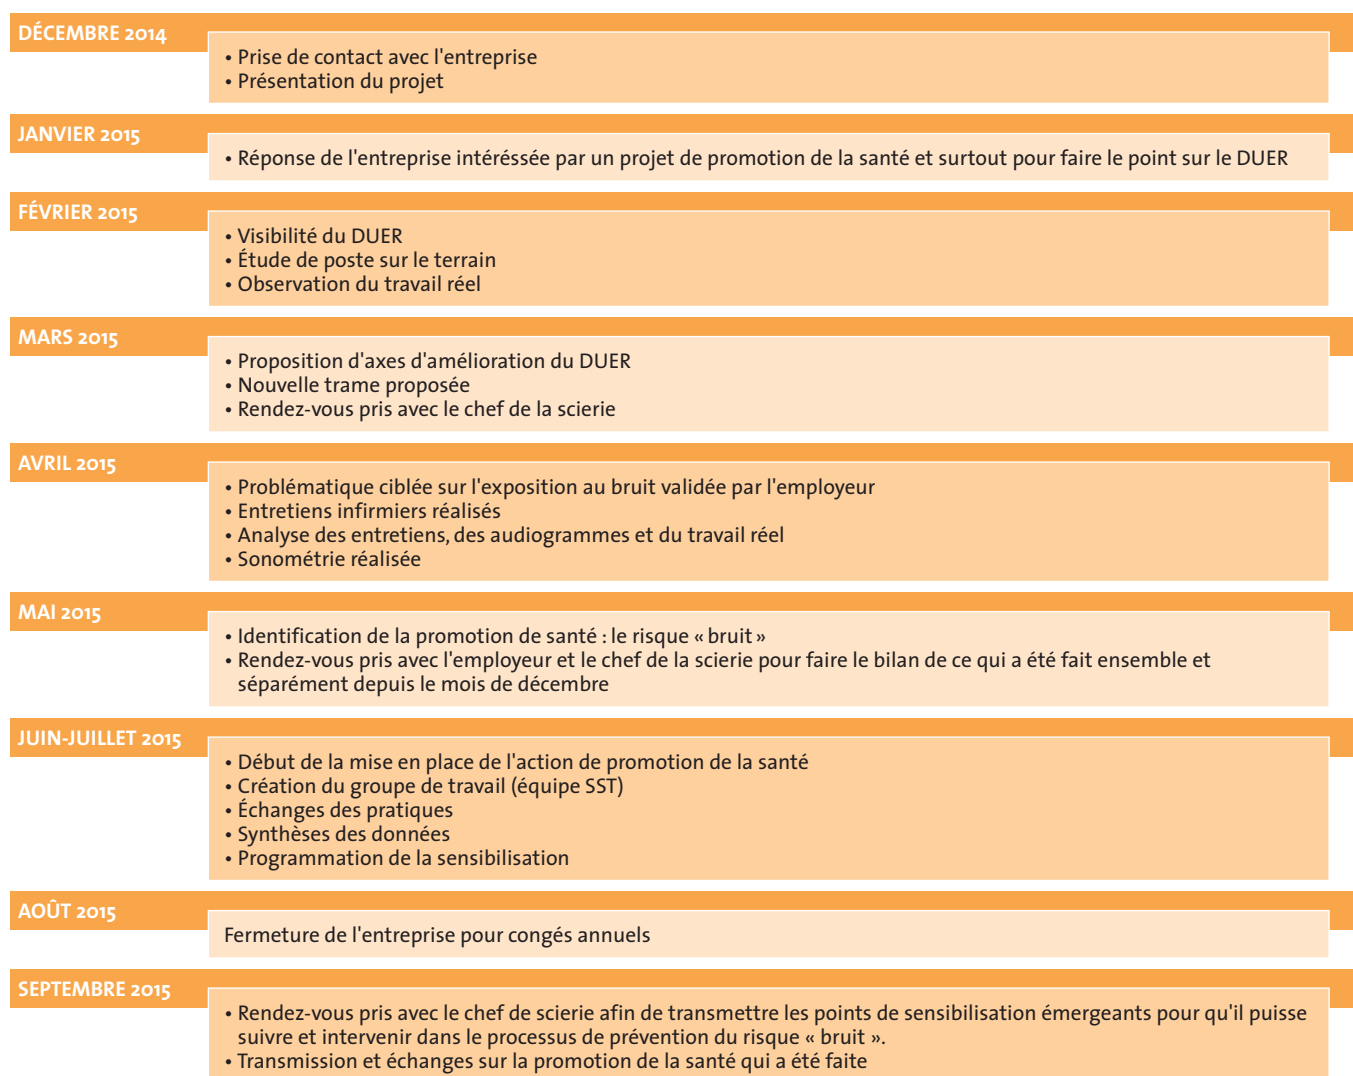 DÉCEMBRE 2014
• Prise de contact avec l'entreprise
• Présentation du projet
JANVIER 2015
• Réponse de l'entreprise intéréssée par un projet de promotion de la santé et surtout pour faire le point sur le DUER
FÉVRIER 2015
• Visibilité du DUER
• Étude de poste sur le terrain
• Observation du travail réel
MARS 2015
• Proposition d'axes d'amélioration du DUER
• Nouvelle trame proposée
• Rendez-vous pris avec le chef de la scierie
AVRIL 2015
• Problématique ciblée sur l'exposition au bruit validée par l'employeur
• Entretiens infirmiers réalisés
• Analyse des entretiens, des audiogrammes et du travail réel
• Sonométrie réalisée
MAI 2015
• Identification de la promotion de santé : le risque « bruit »
• Rendez-vous pris avec l'employeur et le chef de la scierie pour faire le bilan de ce qui a été fait ensemble et
séparément depuis le mois de décembre
JUIN-JUILLET 2015
• Début de la mise en place de l'action de promotion de la santé
• Création du groupe de travail (équipe SST)
• Échanges des pratiques
• Synthèses des données
• Programmation de la sensibilisation
AOÛT 2015
Fermeture de l'entreprise pour congés annuels
SEPTEMBRE 2015
• Rendez-vous pris avec le chef de scierie afin de transmettre les points de sensibilisation émergeants pour qu'il puisse
suivre et intervenir dans le processus de prévention du risque « bruit ».
• Transmission et échanges sur la promotion de la santé qui a été faite